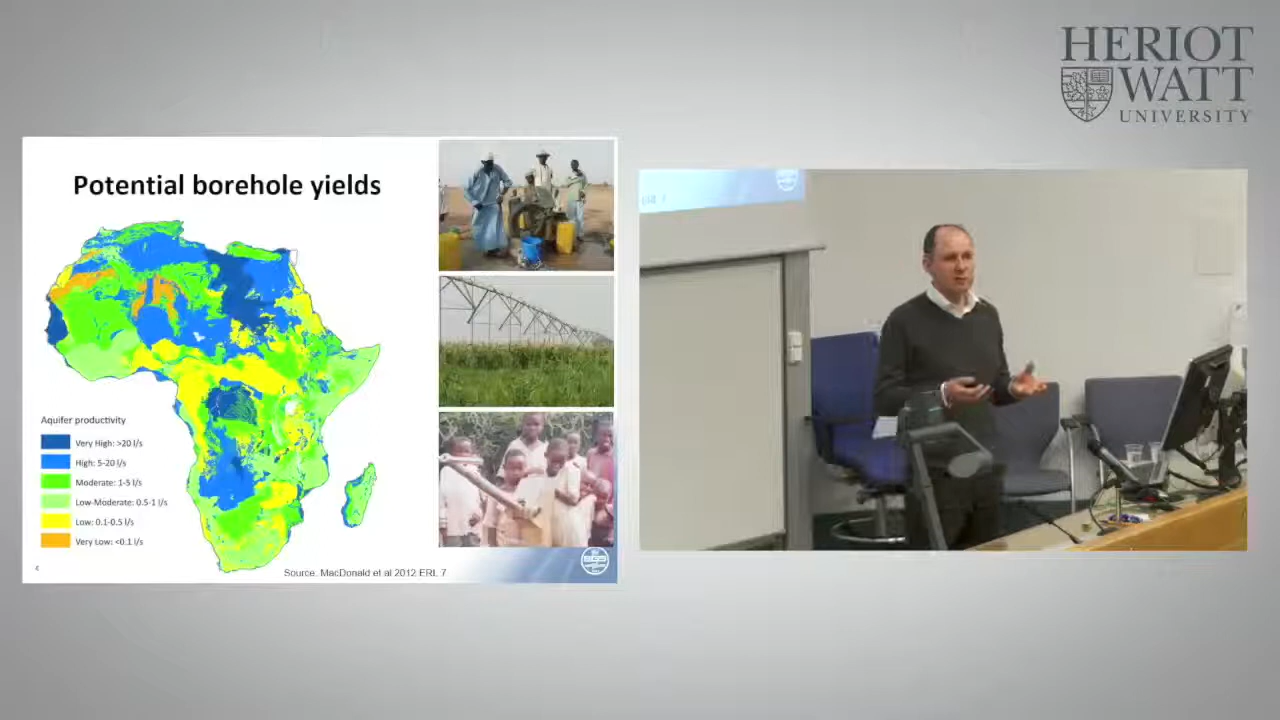 HERIOT
WATT
UNIVERSITY
Potential borehole yields
Aquifer productivity
Very High: >20 l/s
High: 5-20 l/s
Moderate: 1-5 l/s
Low-Moderate: 0.5-1 l/s
Low: 0.1-0.5 l/s
Very Low: <0.1 l/s
Source. MacDonald et al 2012 ERL 7